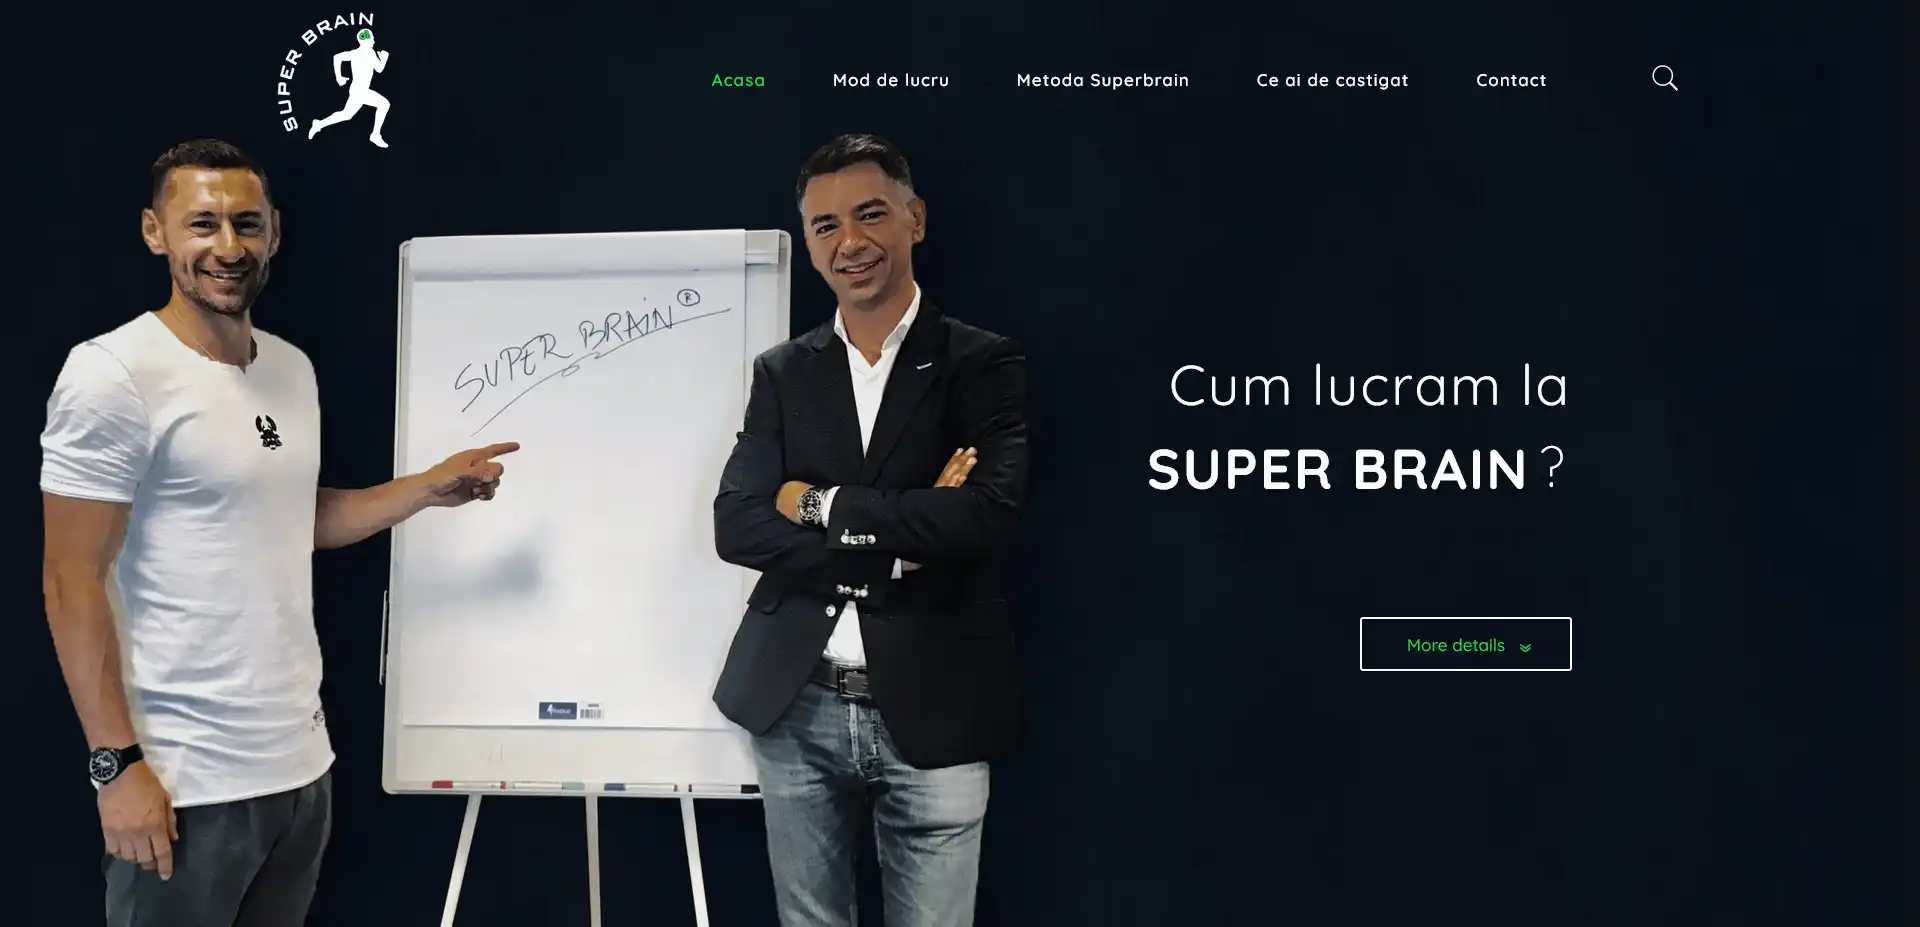 SUPER BRAIN
Acasa
Mod de lucru
Metoda Superbrain
Ce ai de castigat
Contact
SUPER BRAIN®
Cum lucram la
SUPER BRAIN ?
More details